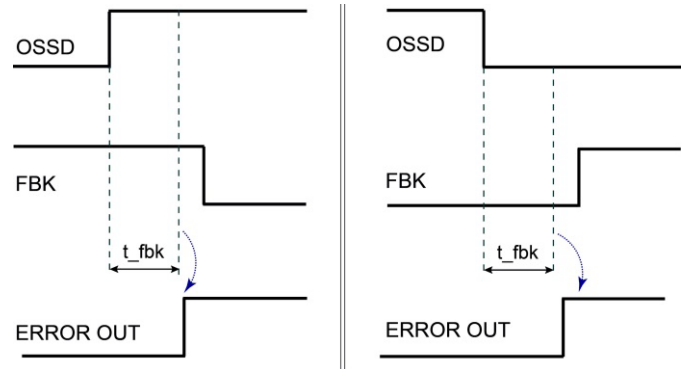 OSSD
FBK
t_fbk
ERROR OUT
OSSD
FBK
t_fbk
ERROR OUT